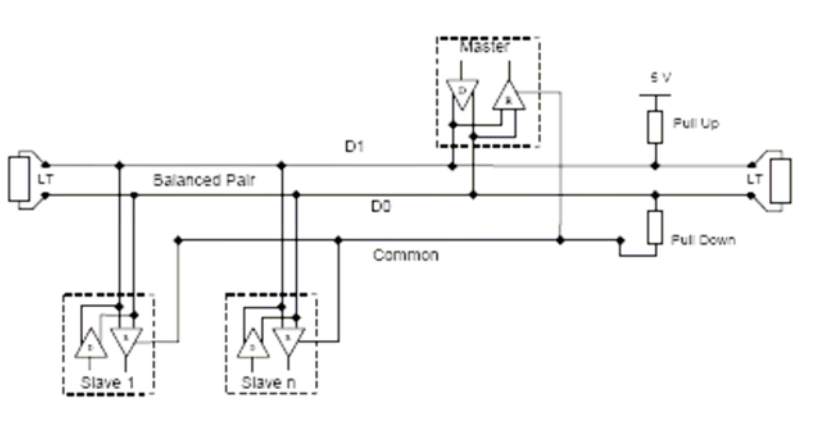 Master
D
R
5 V
Pull Up
D1
LT
Balanced Pair
LT
D0
Common
Pull Down
Slave 1
Slave n